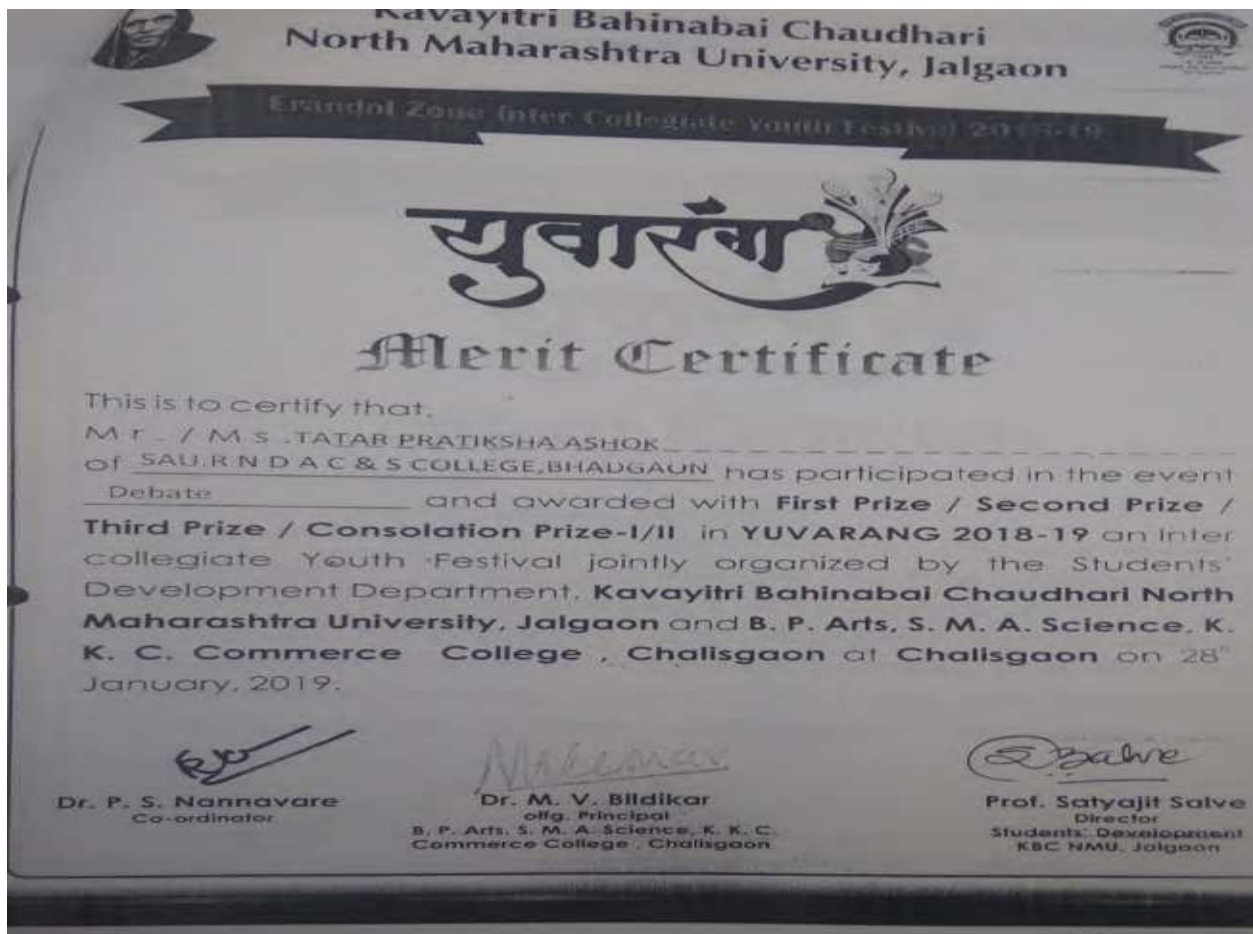 Kavayitri Bahinabai Chaudhari
North Maharashtra University, Jalgaon
Erandol Zone Inter Collegiate Youth Festival 2018-19
युवारंग
Merit Certificate
This is to certify that,
Mr. / Ms. TATAR PRATIKSHA ASHOK
of SAU.R N D A C & S COLLEGE,BHADGAUN has participated in the event
Debate and awarded with First Prize / Second Prize /
Third Prize / Consolation Prize-I/II in YUVARANG 2018-19 an Inter
collegiate Youth Festival jointly organized by the Students'
Development Department, Kavayitri Bahinabai Chaudhari North
Maharashtra University, Jalgaon and B. P. Arts, S. M. A. Science, K.
K. C. Commerce College , Chalisgaon at Chalisgaon on 28th
January, 2019.
Dr. P. S. Nannavare
Co-ordinator
Dr. M. V. Bildikar
offg. Principal
B. P. Arts, S. M. A. Science, K. K. C.
Commerce College , Chalisgaon
Prof. Satyajit Salve
Director
Students' Development
KBC NMU, Jalgaon